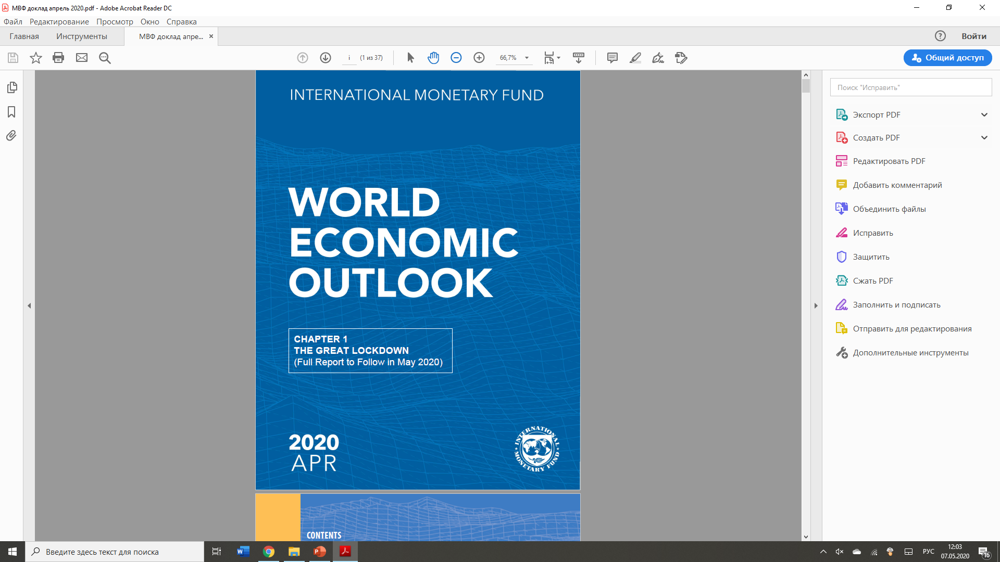 МВФ доклад апрель 2020.pdf - Adobe Acrobat Reader DC
Файл Редактирование Просмотр Окно Справка
Главная Инструменты МВФ доклад апре... × ? Войти
i (1 из 37) 66,7% Общий доступ
INTERNATIONAL MONETARY FUND
WORLD
ECONOMIC
OUTLOOK
CHAPTER 1
THE GREAT LOCKDOWN
(Full Report to Follow in May 2020)
2020
APR
INTERNATIONAL
MONETARY FUND
CONTENTS
Поиск "Исправить"
Экспорт PDF
Создать PDF
Редактировать PDF
Добавить комментарий
Объединить файлы
Исправить
Защитить
Сжать PDF
Заполнить и подписать
Отправить для редактирования
Дополнительные инструменты
Введите здесь текст для поиска
РУС
12:03
07.05.2020
16